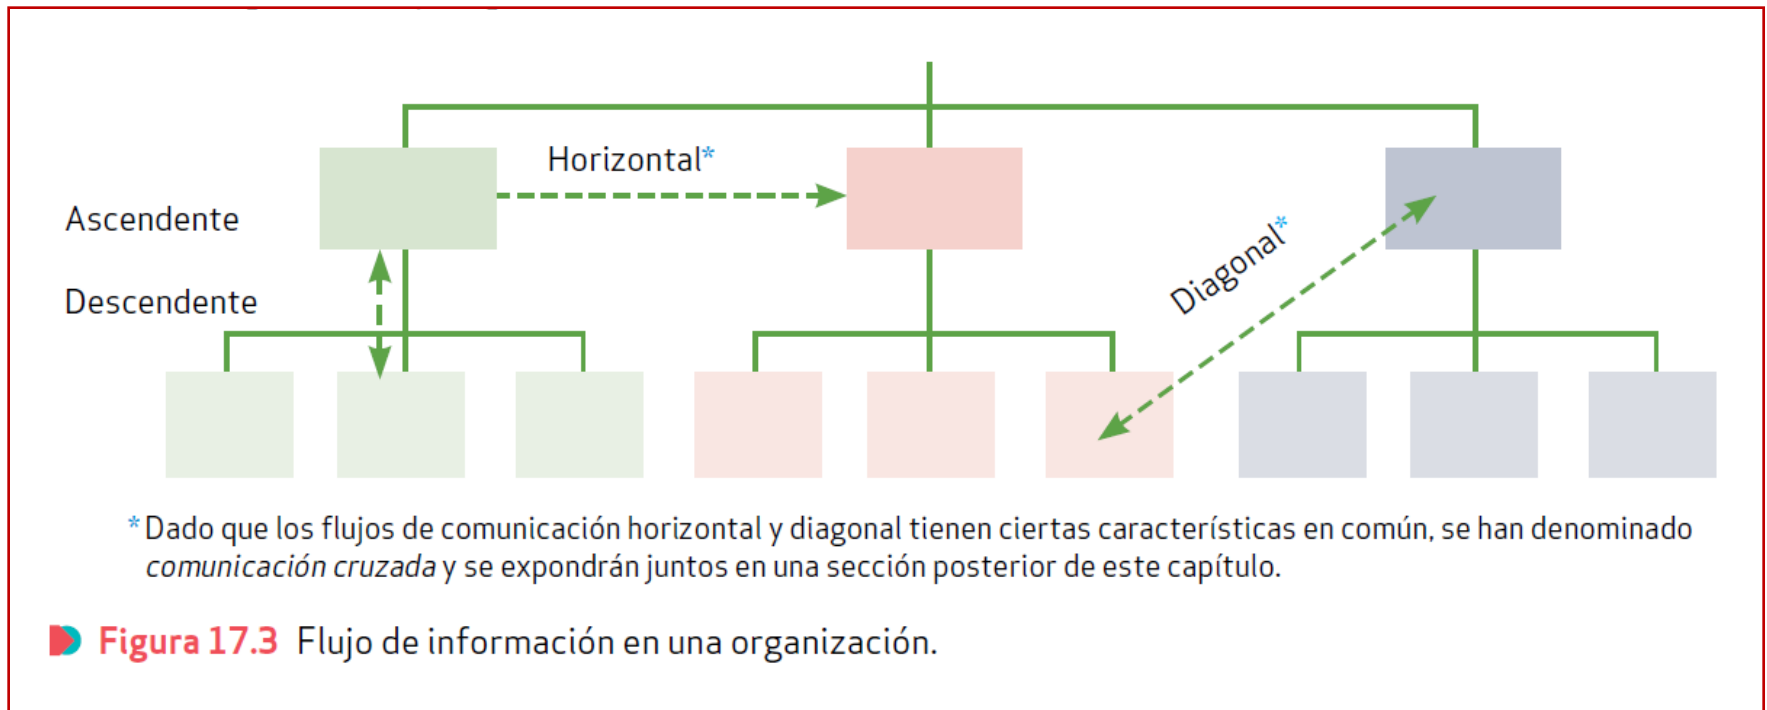 Horizontal*
Ascendente
Diagonal*
Descendente
* Dado que los flujos de comunicación horizontal y diagonal tienen ciertas características en común, se han denominado
comunicación cruzada y se expondrán juntos en una sección posterior de este capítulo.
Figura 17.3 Flujo de información en una organización.